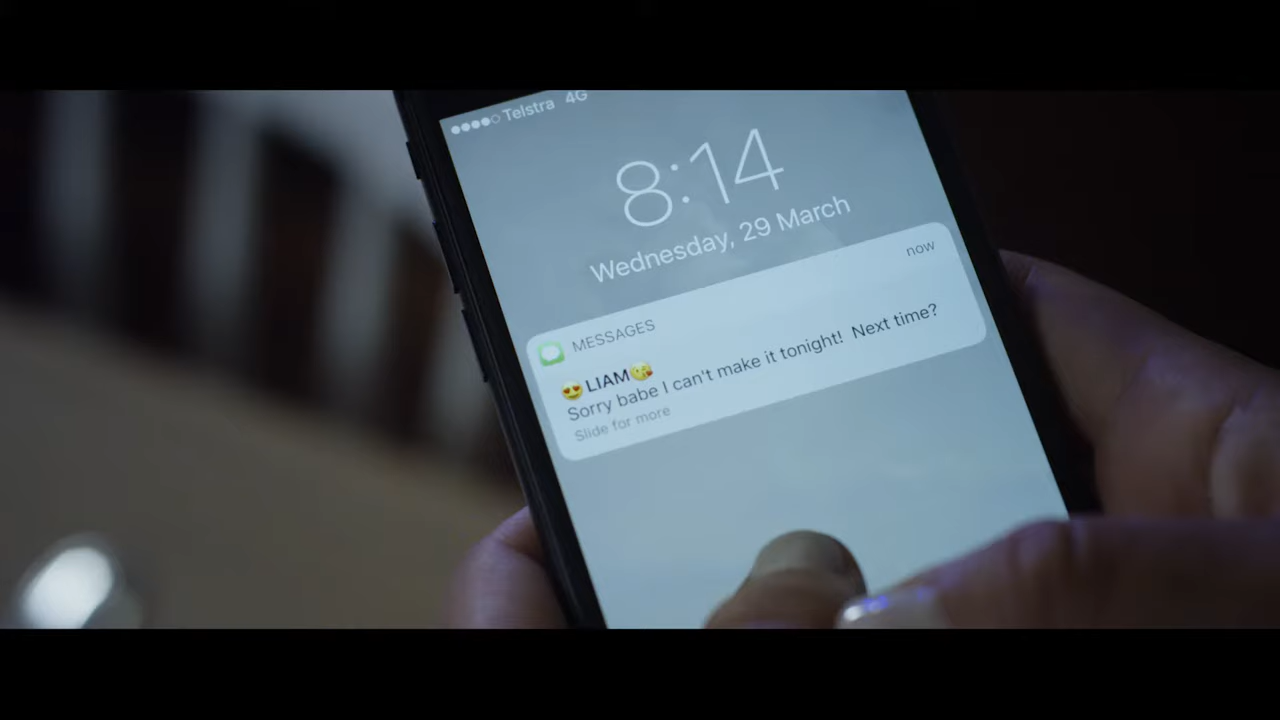 ●●●●○ Telstra 4G
8:14
Wednesday, 29 March
MESSAGES now
😍 LIAM😘
Sorry babe I can't make it tonight!  Next time?
Slide for more